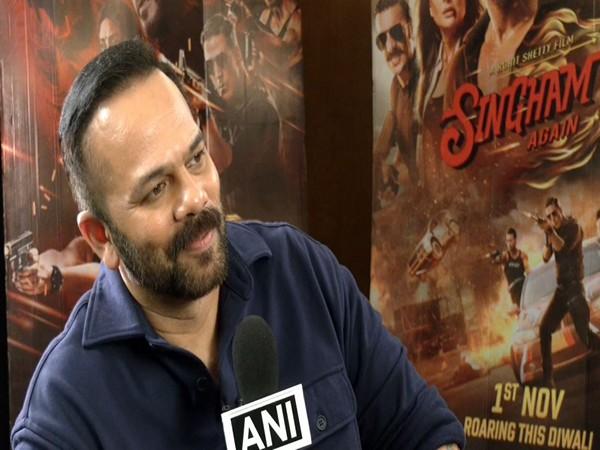 A ROHIT SHETTY FILM
SINGHAM
AGAIN
1ST NOV
ROARING THIS DIWALI
ANI